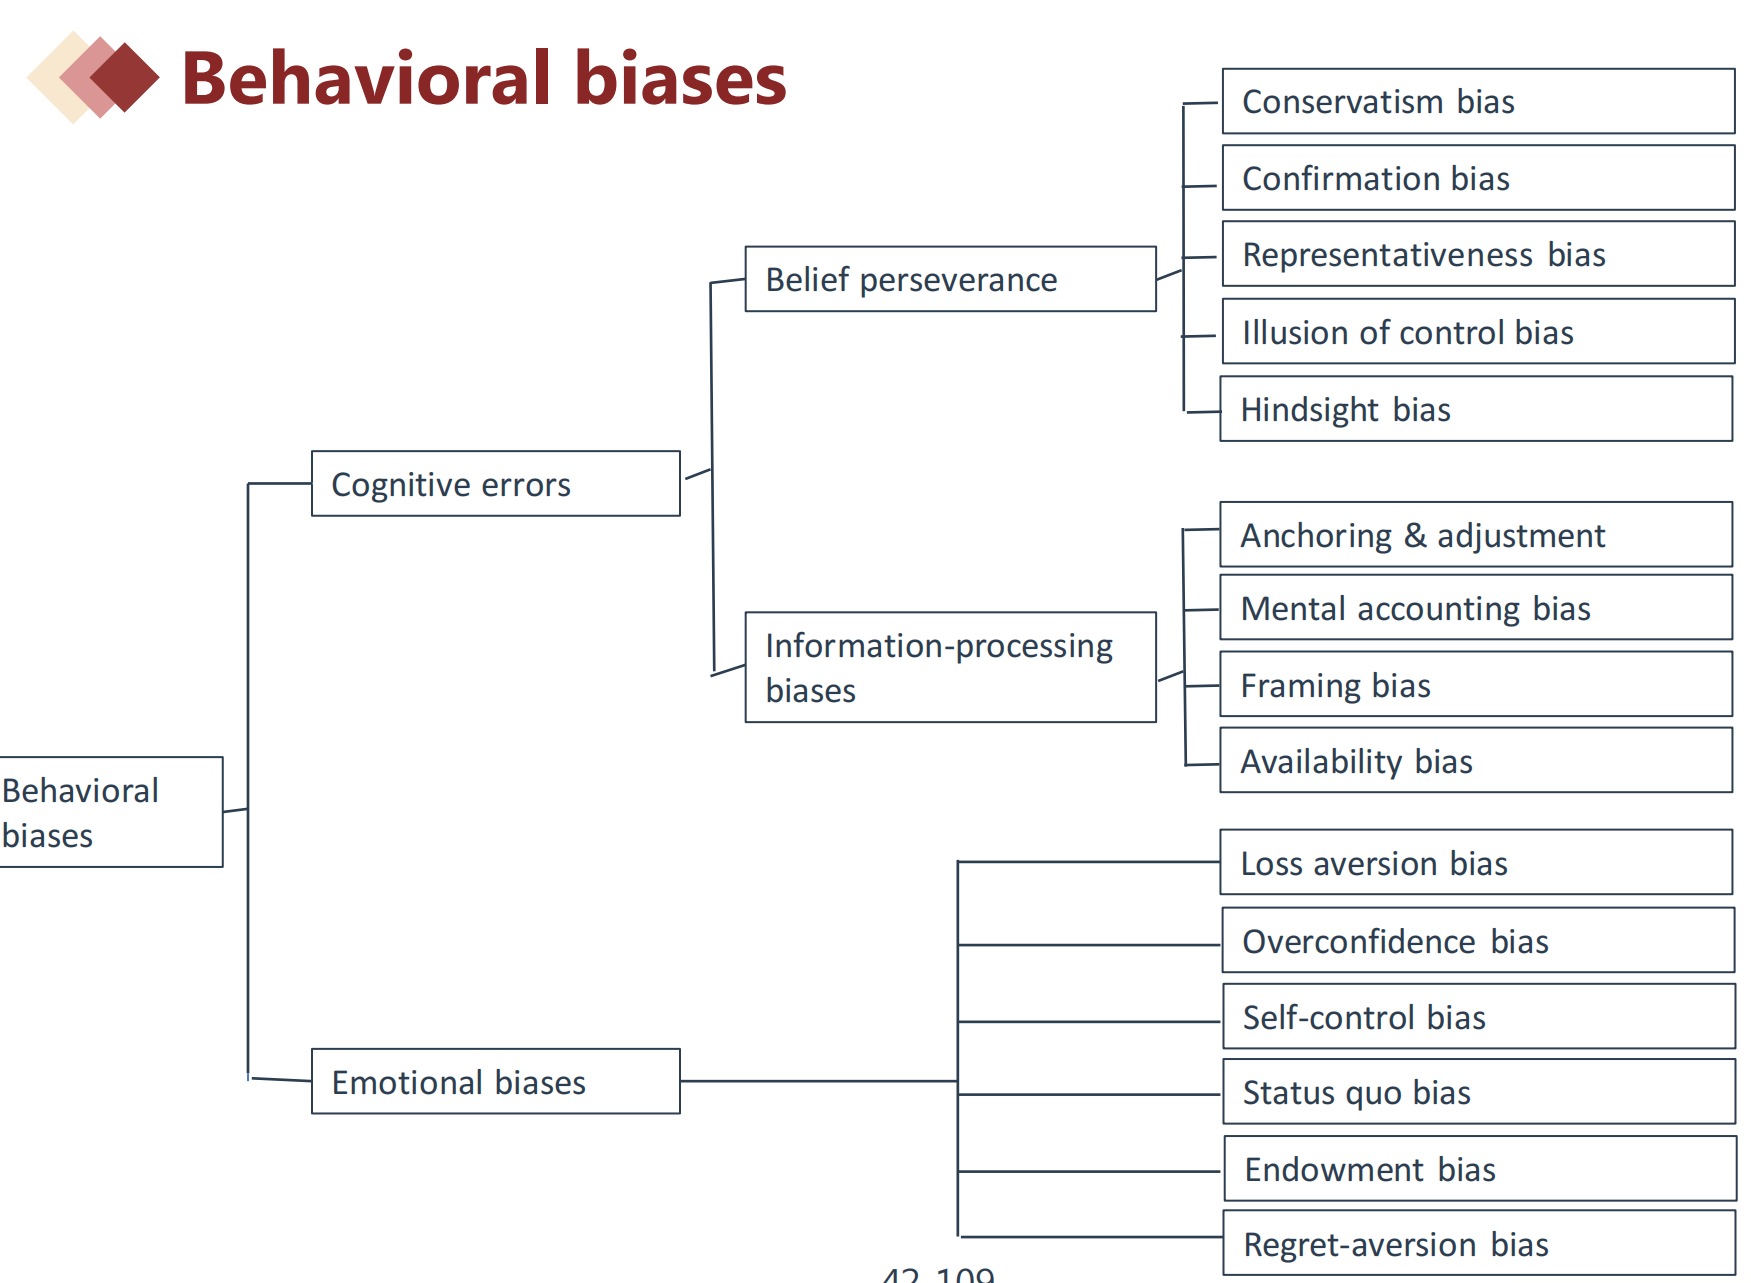 Behavioral biases
Conservatism bias
Confirmation bias
Representativeness bias
Illusion of control bias
Hindsight bias
Belief perseverance
Cognitive errors
Anchoring & adjustment
Mental accounting bias
Framing bias
Availability bias
Information-processing
biases
Behavioral
biases
Loss aversion bias
Overconfidence bias
Self-control bias
Status quo bias
Endowment bias
Regret-aversion bias
Emotional biases
42-109